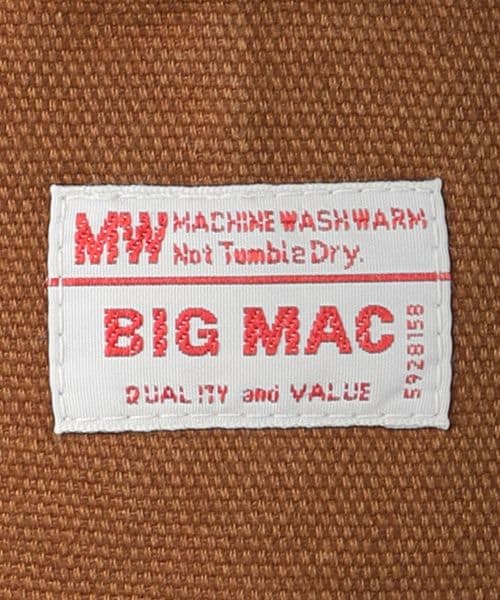 MW MACHINE WASH WARM
Not Tumble Dry.
BIG MAC
QUALITY and VALUE
5928158